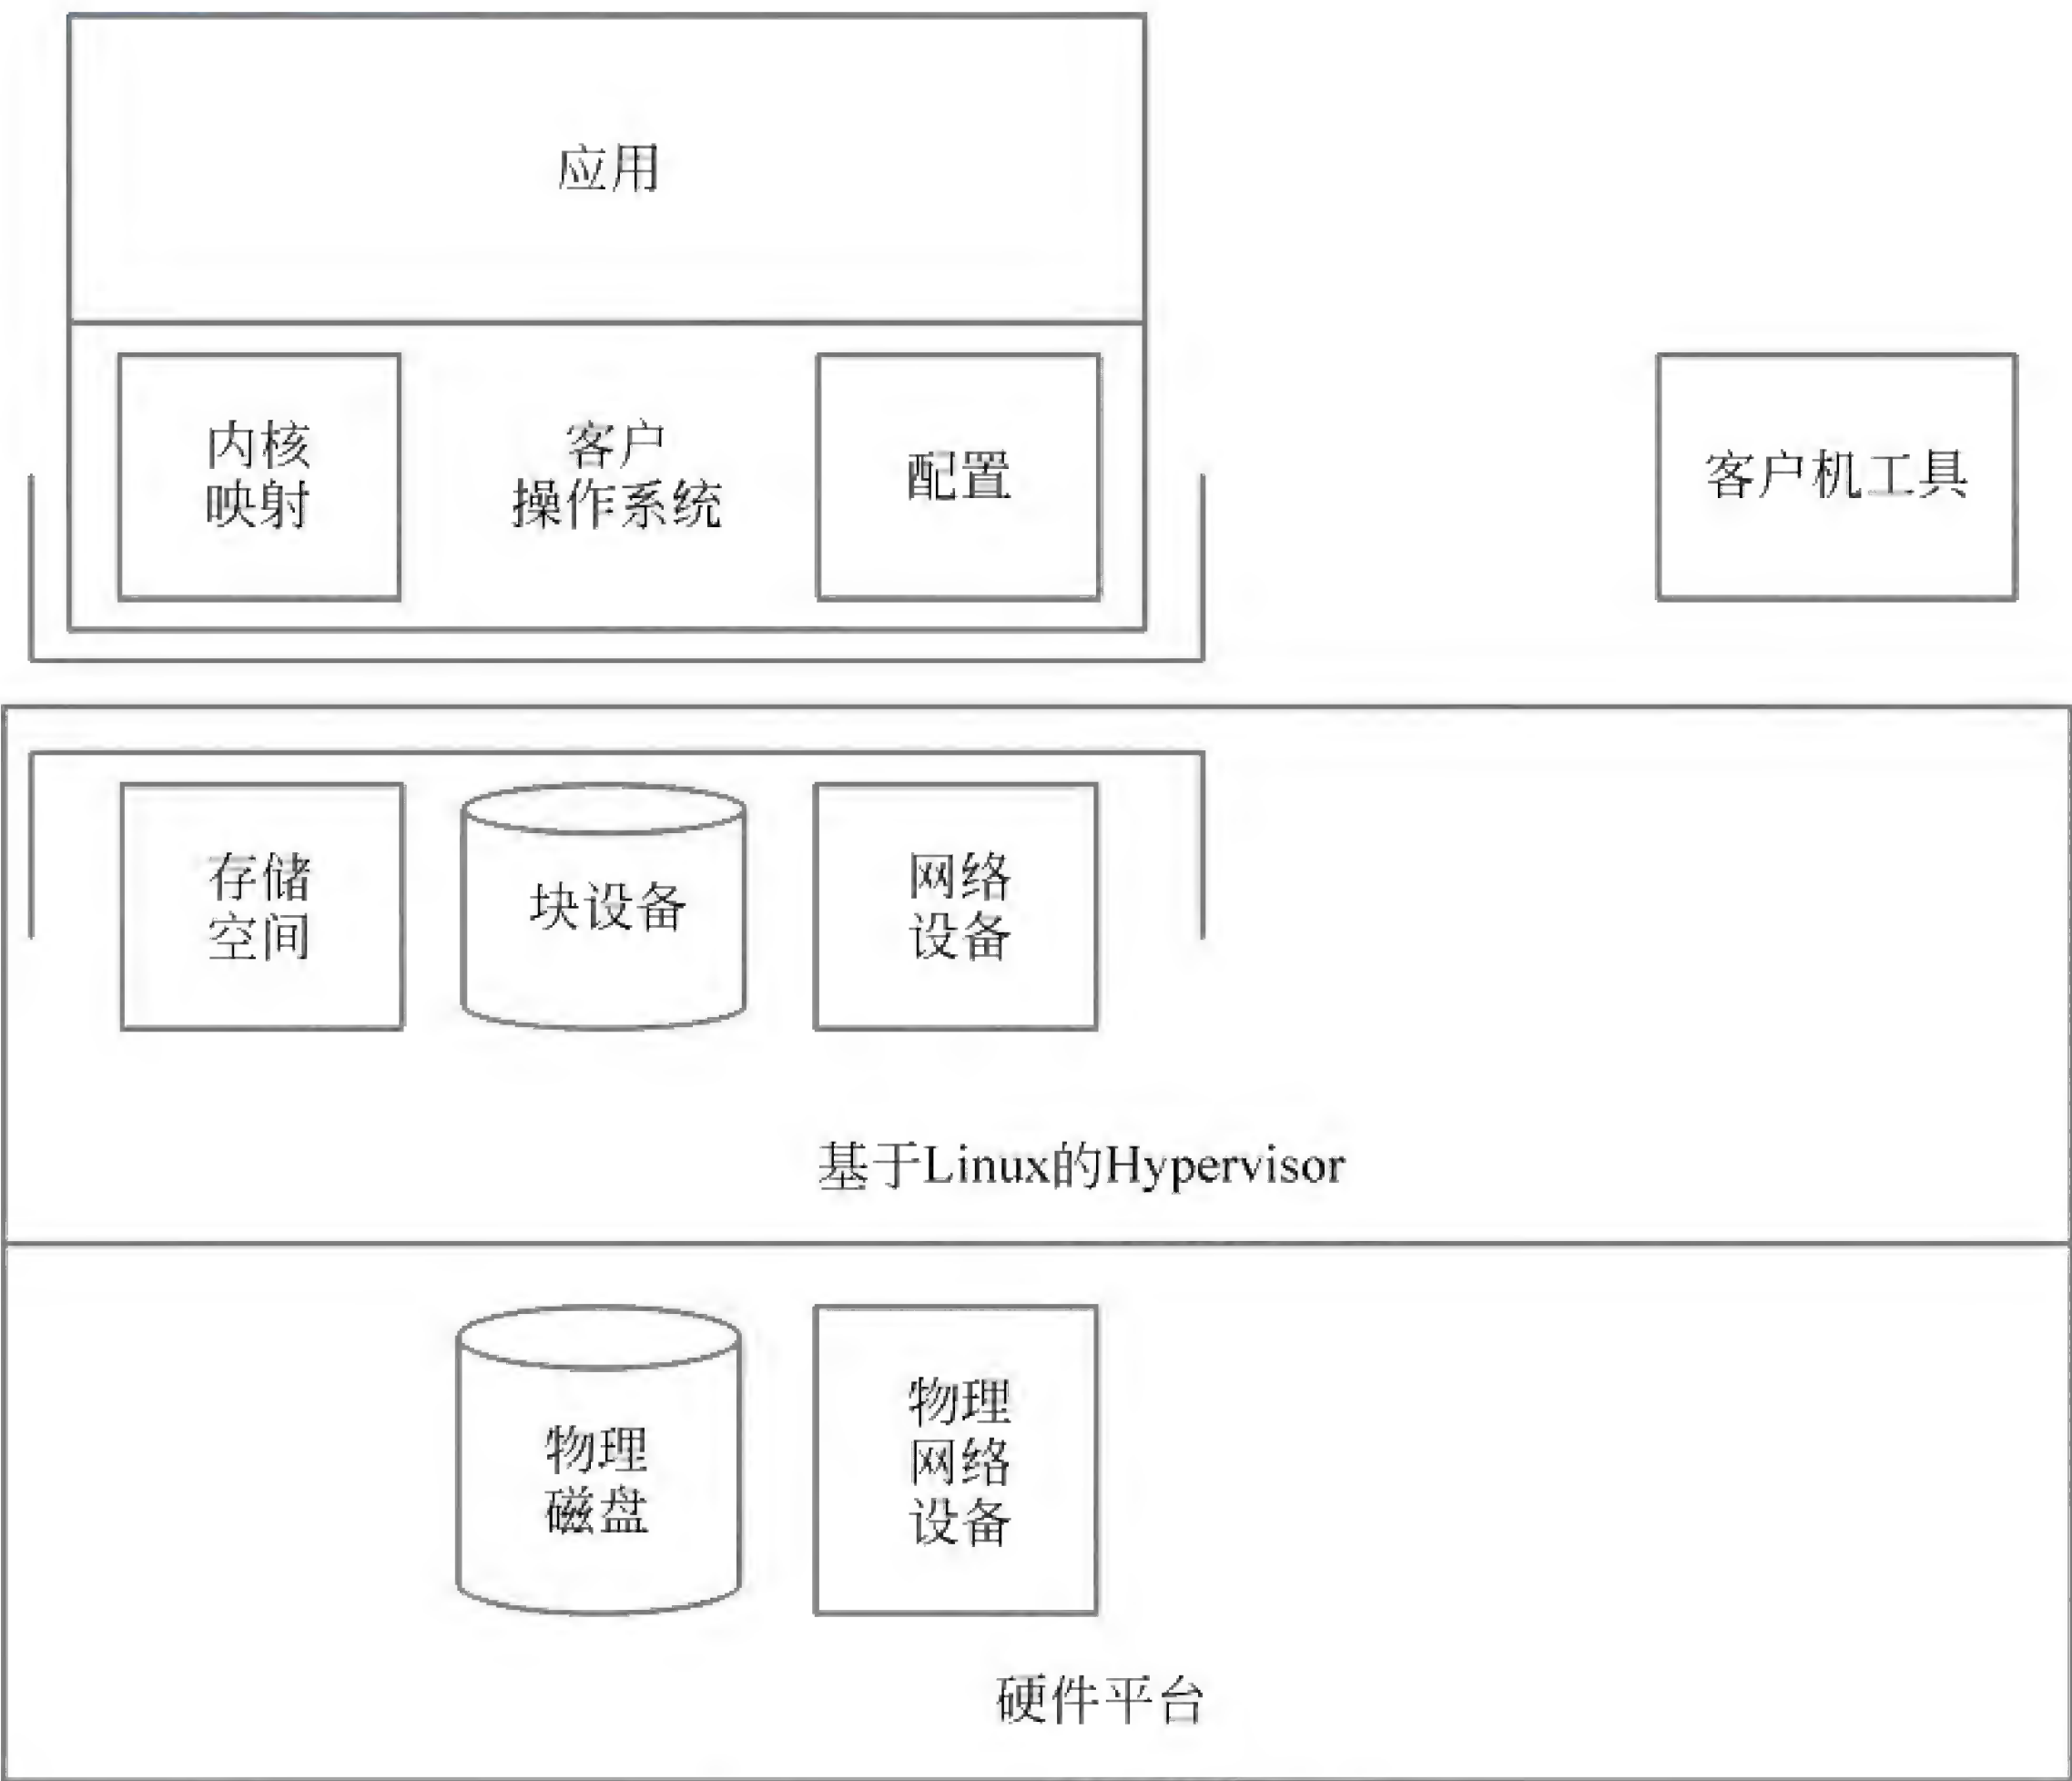 应用
内核
映射
客户
操作系统
配置
客户机工具
存储
空间
块设备
网络
设备
基于Linux的Hypervisor
物理
磁盘
物理
网络
设备
硬件平台